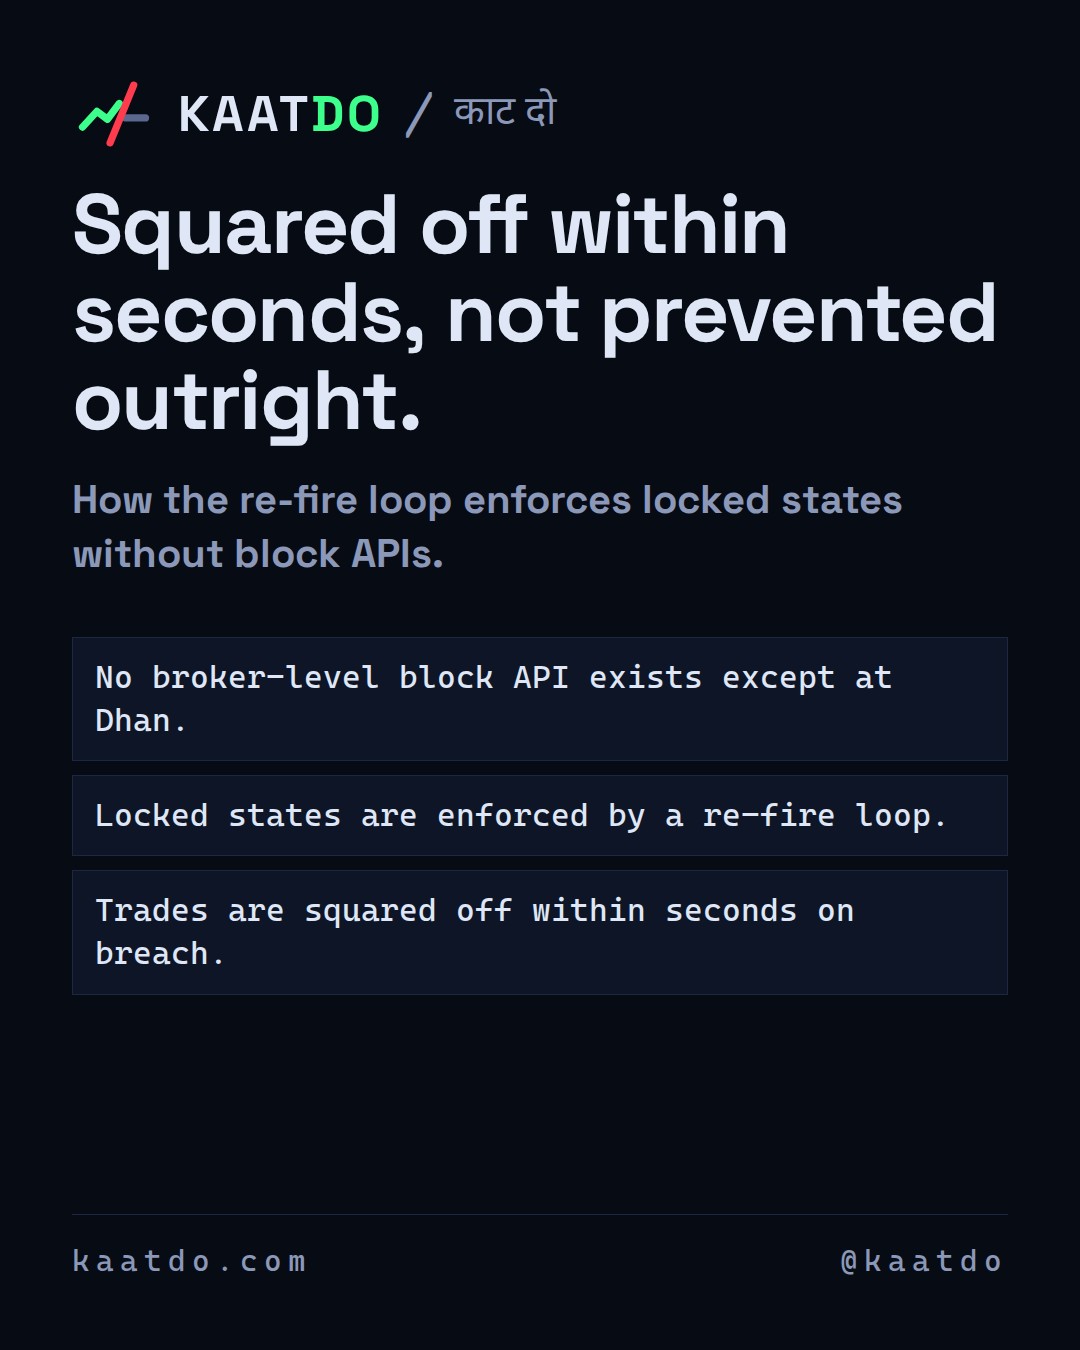 KAATDO / काट दो
Squared off within
seconds, not prevented
outright.
How the re-fire loop enforces locked states
without block APIs.
No broker-level block API exists except at
Dhan.
Locked states are enforced by a re-fire loop.
Trades are squared off within seconds on
breach.
kaatdo.com
@kaatdo